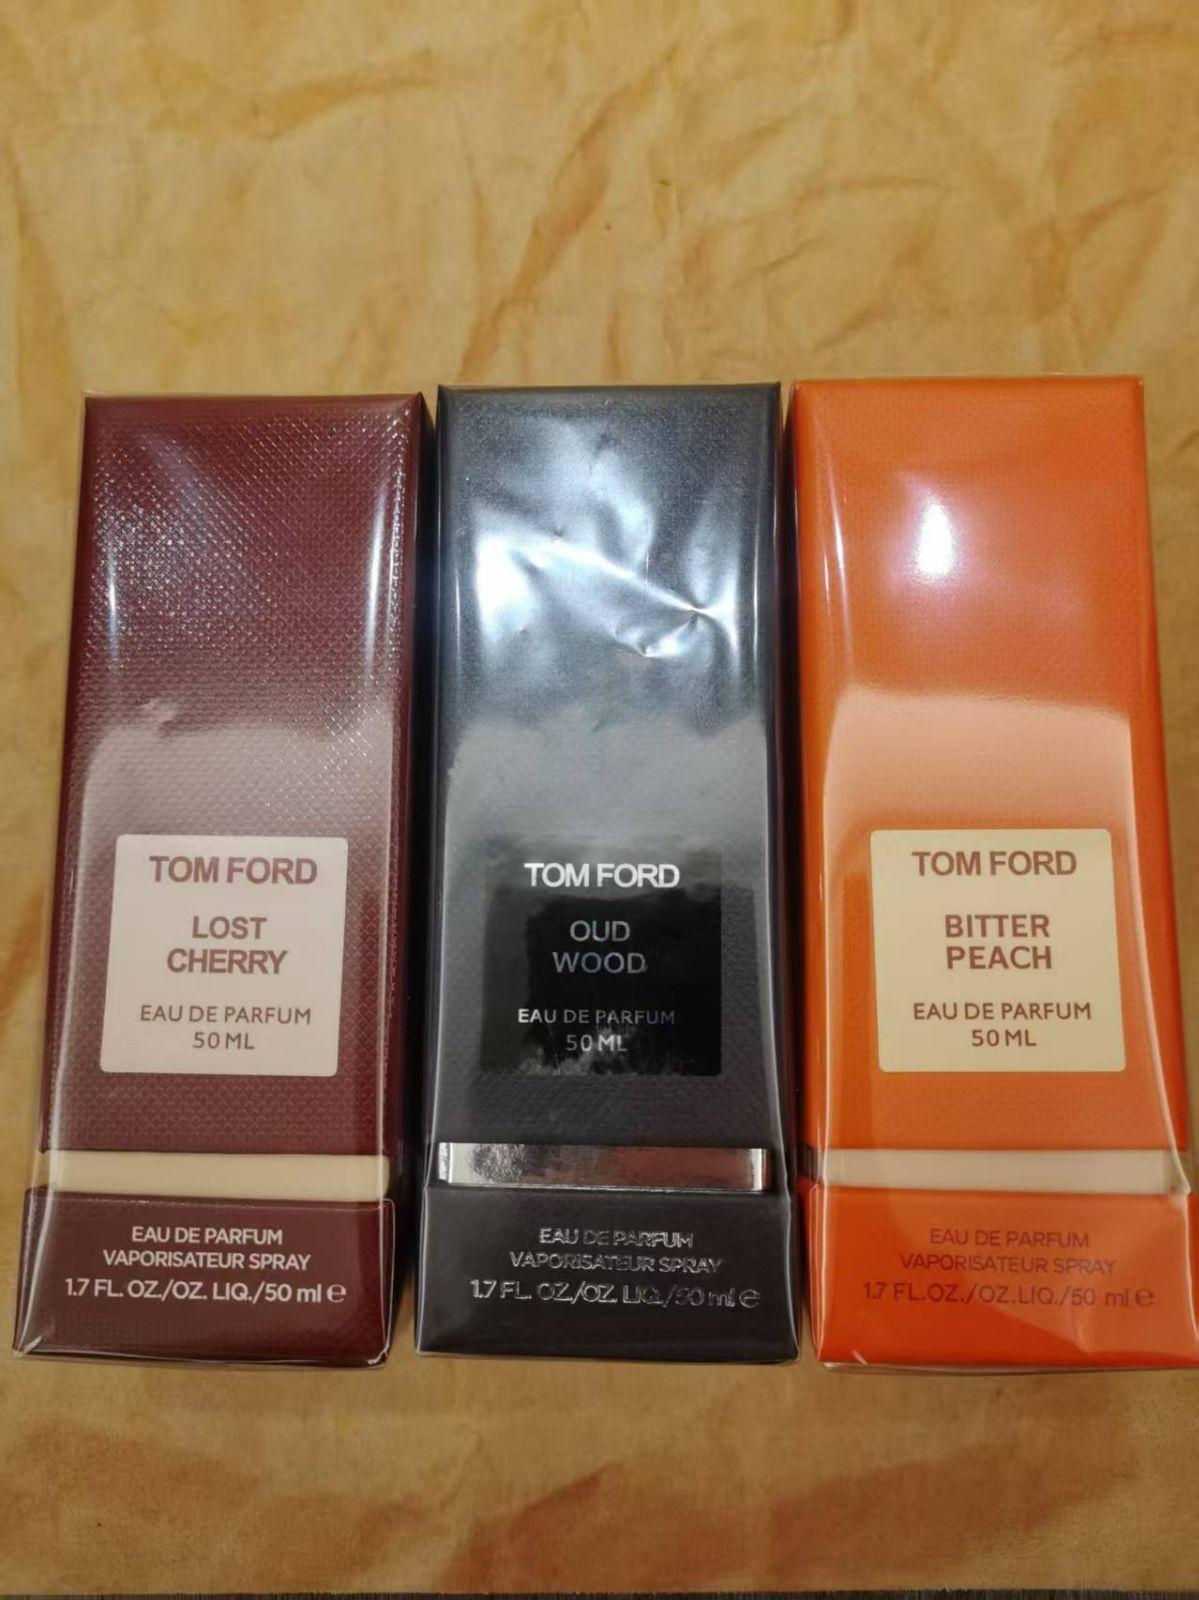 TOM FORD
LOST
CHERRY
EAU DE PARFUM
50 ML
EAU DE PARFUM
VAPORISATEUR SPRAY
1.7 FL. OZ./OZ. LIQ./50 ml e
TOM FORD
OUD
WOOD
EAU DE PARFUM
50 ML
EAU DE PARFUM
VAPORISATEUR SPRAY
1.7 FL. OZ./OZ. LIQ./50 ml e
TOM FORD
BITTER
PEACH
EAU DE PARFUM
50 ML
EAU DE PARFUM
VAPORISATEUR SPRAY
1.7 FL.OZ./OZ.LIQ./50 ml e